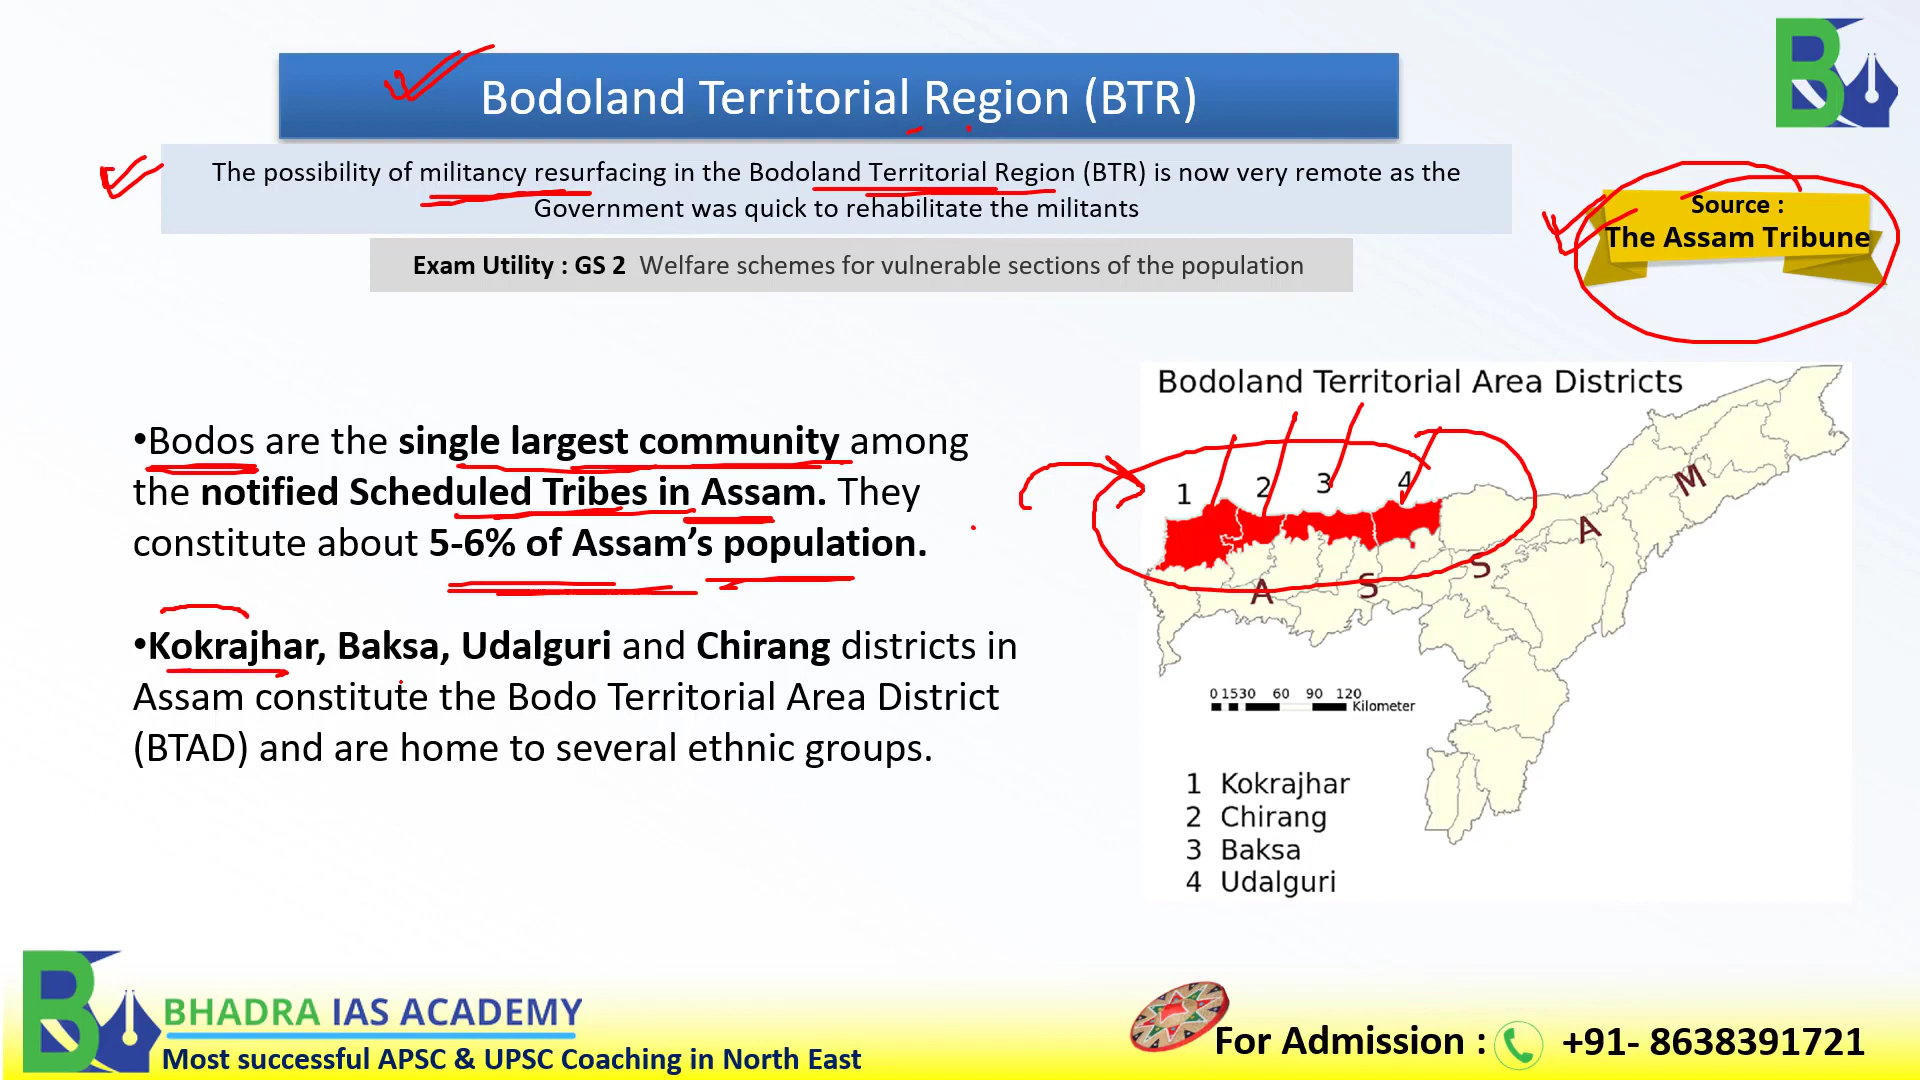 Bodoland Territorial Region (BTR)
The possibility of militancy resurfacing in the Bodoland Territorial Region (BTR) is now very remote as the
Government was quick to rehabilitate the militants
Exam Utility : GS 2 Welfare schemes for vulnerable sections of the population
Source :
The Assam Tribune
•Bodos are the single largest community among
the notified Scheduled Tribes in Assam. They
constitute about 5-6% of Assam's population.
•Kokrajhar, Baksa, Udalguri and Chirang districts in
Assam constitute the Bodo Territorial Area District
(BTAD) and are home to several ethnic groups.
Bodoland Territorial Area Districts
1 2 3 4
A S S A M
0 15 30 60 90 120
Kilometer
1 Kokrajhar
2 Chirang
3 Baksa
4 Udalguri
BHADRA IAS ACADEMY
Most successful APSC & UPSC Coaching in North East
For Admission : +91- 8638391721